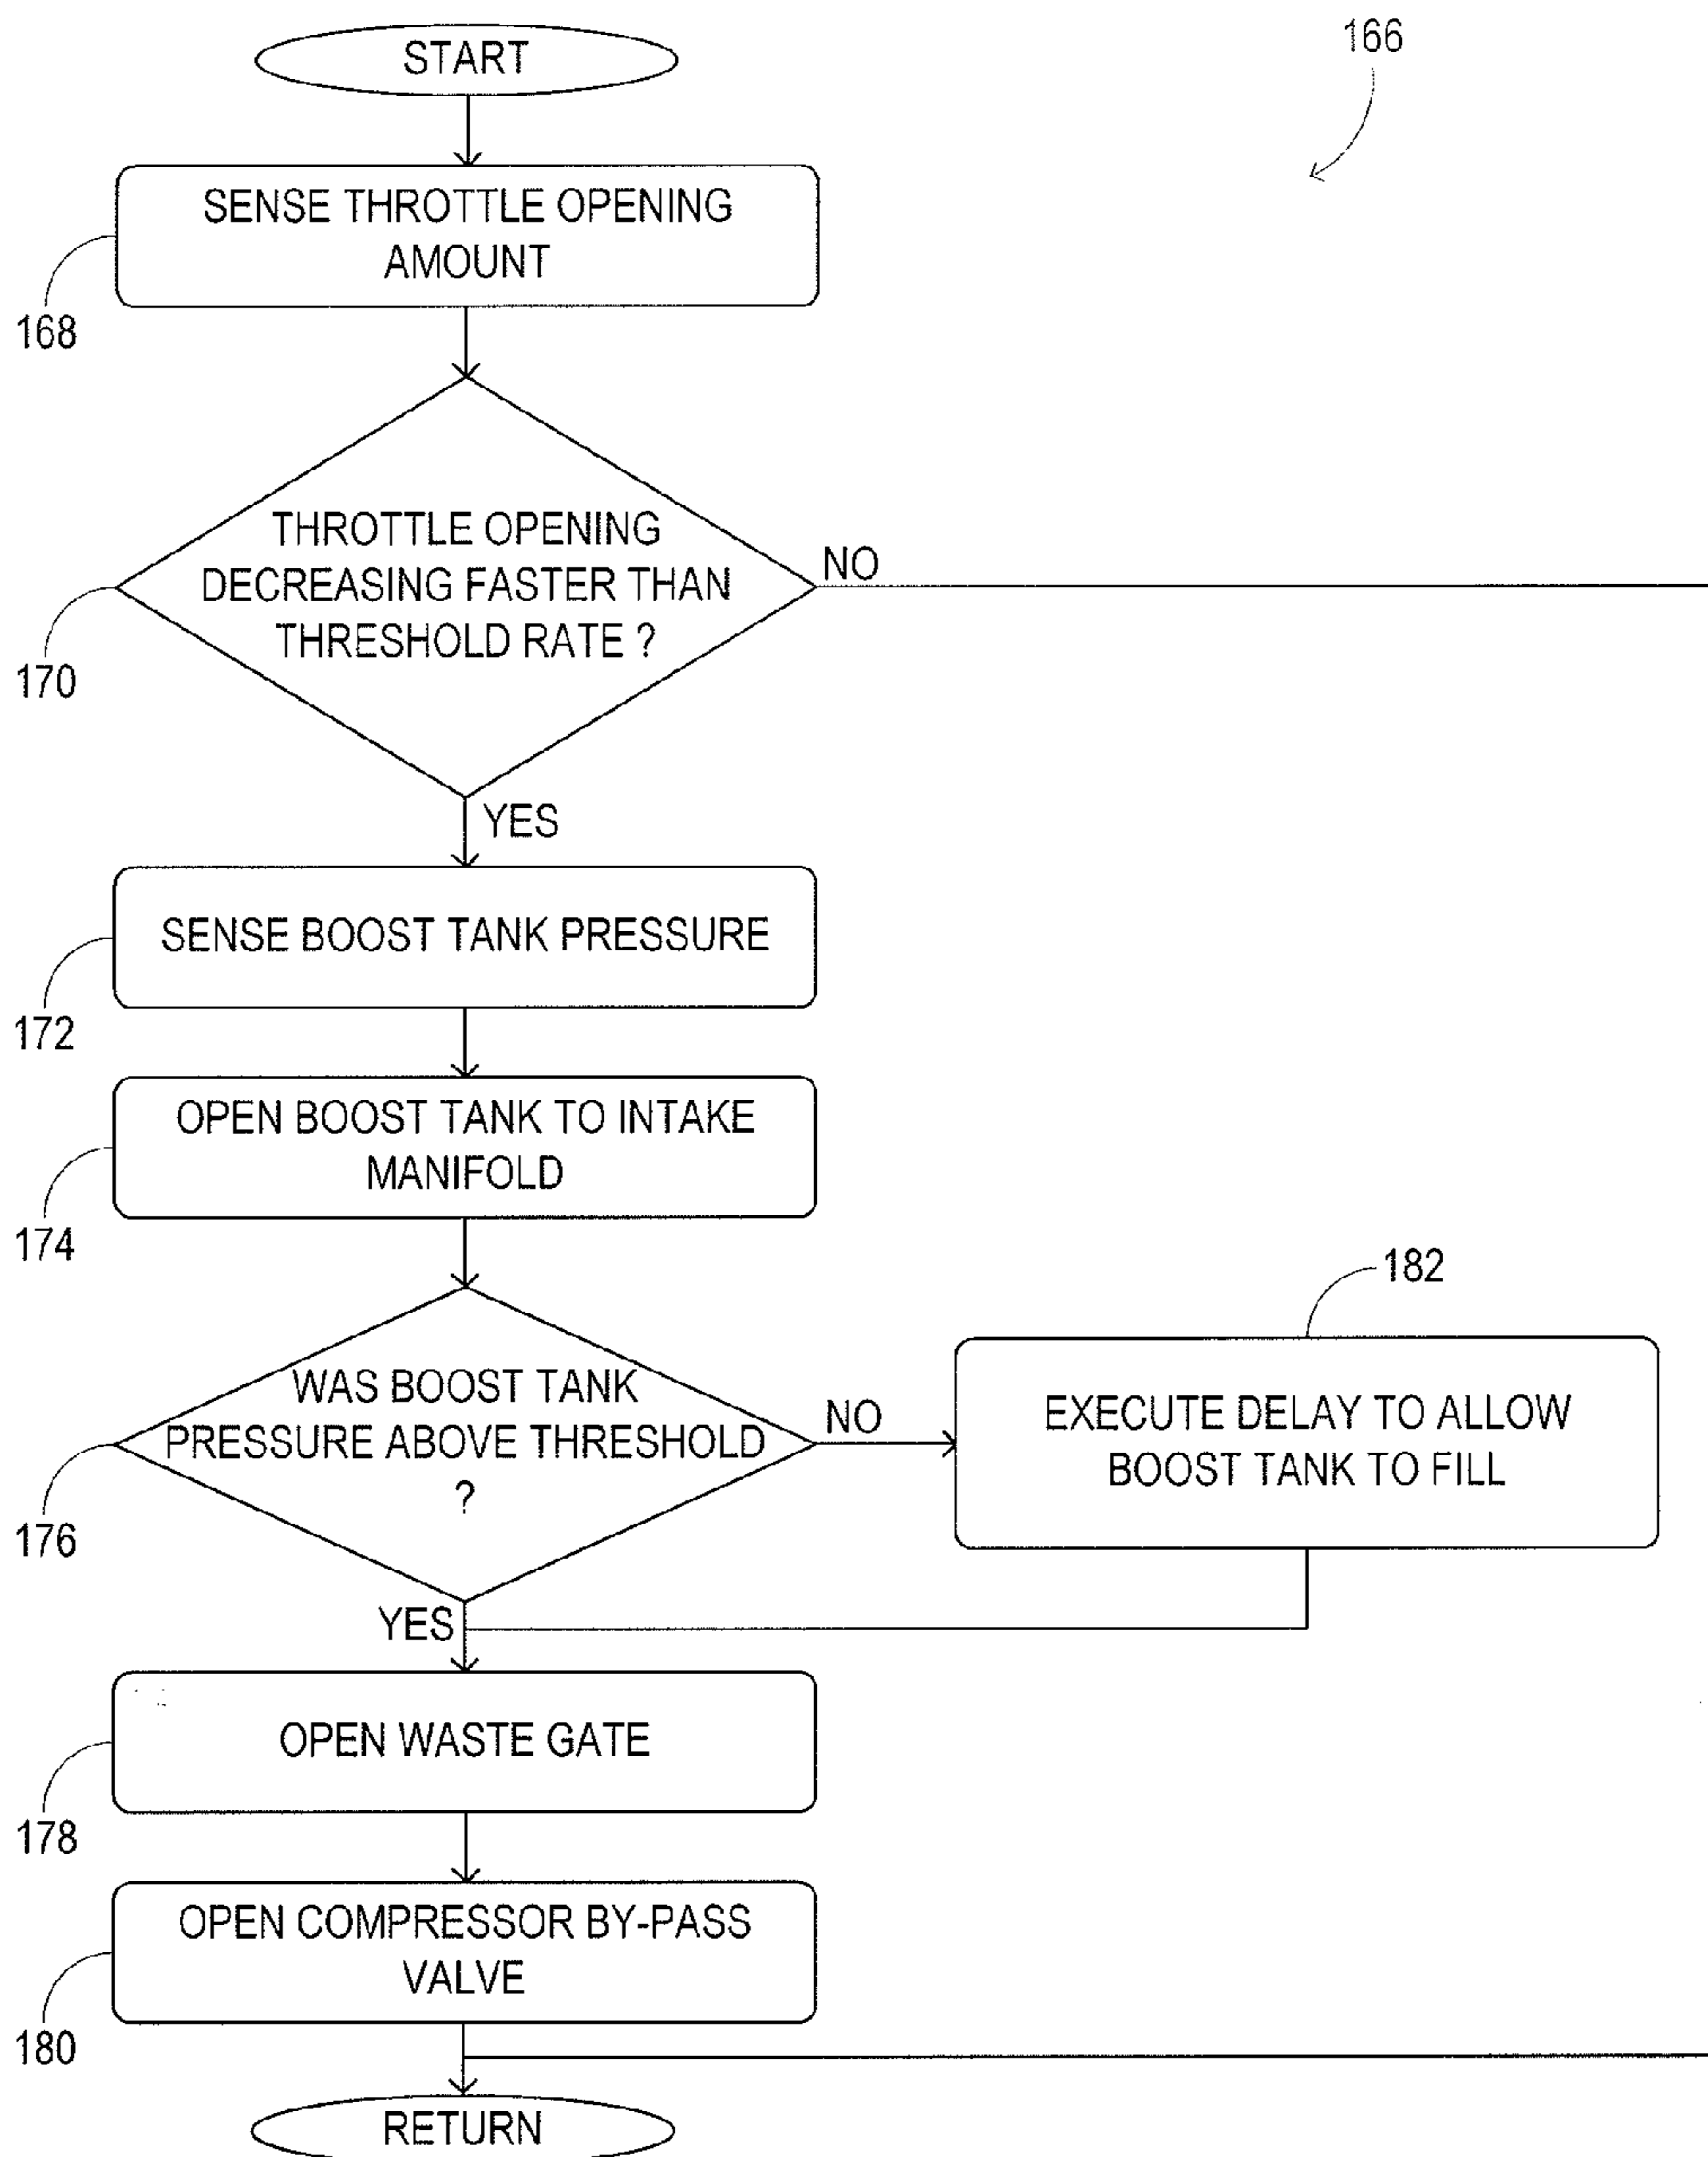 START
166
SENSE THROTTLE OPENING
AMOUNT
168
THROTTLE OPENING
DECREASING FASTER THAN
THRESHOLD RATE ?
NO
170
YES
SENSE BOOST TANK PRESSURE
172
OPEN BOOST TANK TO INTAKE
MANIFOLD
174
182
WAS BOOST TANK
PRESSURE ABOVE THRESHOLD
?
NO
EXECUTE DELAY TO ALLOW
BOOST TANK TO FILL
176
YES
OPEN WASTE GATE
178
OPEN COMPRESSOR BY-PASS
VALVE
180
RETURN